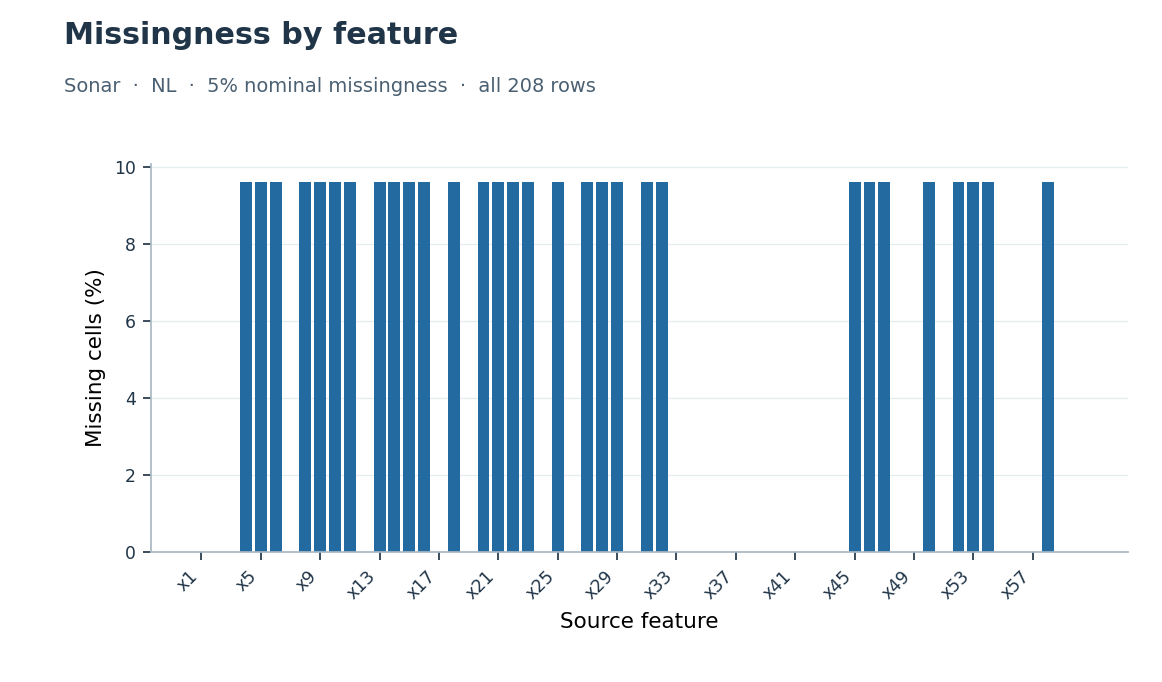 Missingness by feature
Sonar · NL · 5% nominal missingness · all 208 rows
10
8
6
4
2
0
Missing cells (%)
x1 x5 x9 x13 x17 x21 x25 x29 x33 x37 x41 x45 x49 x53 x57
Source feature